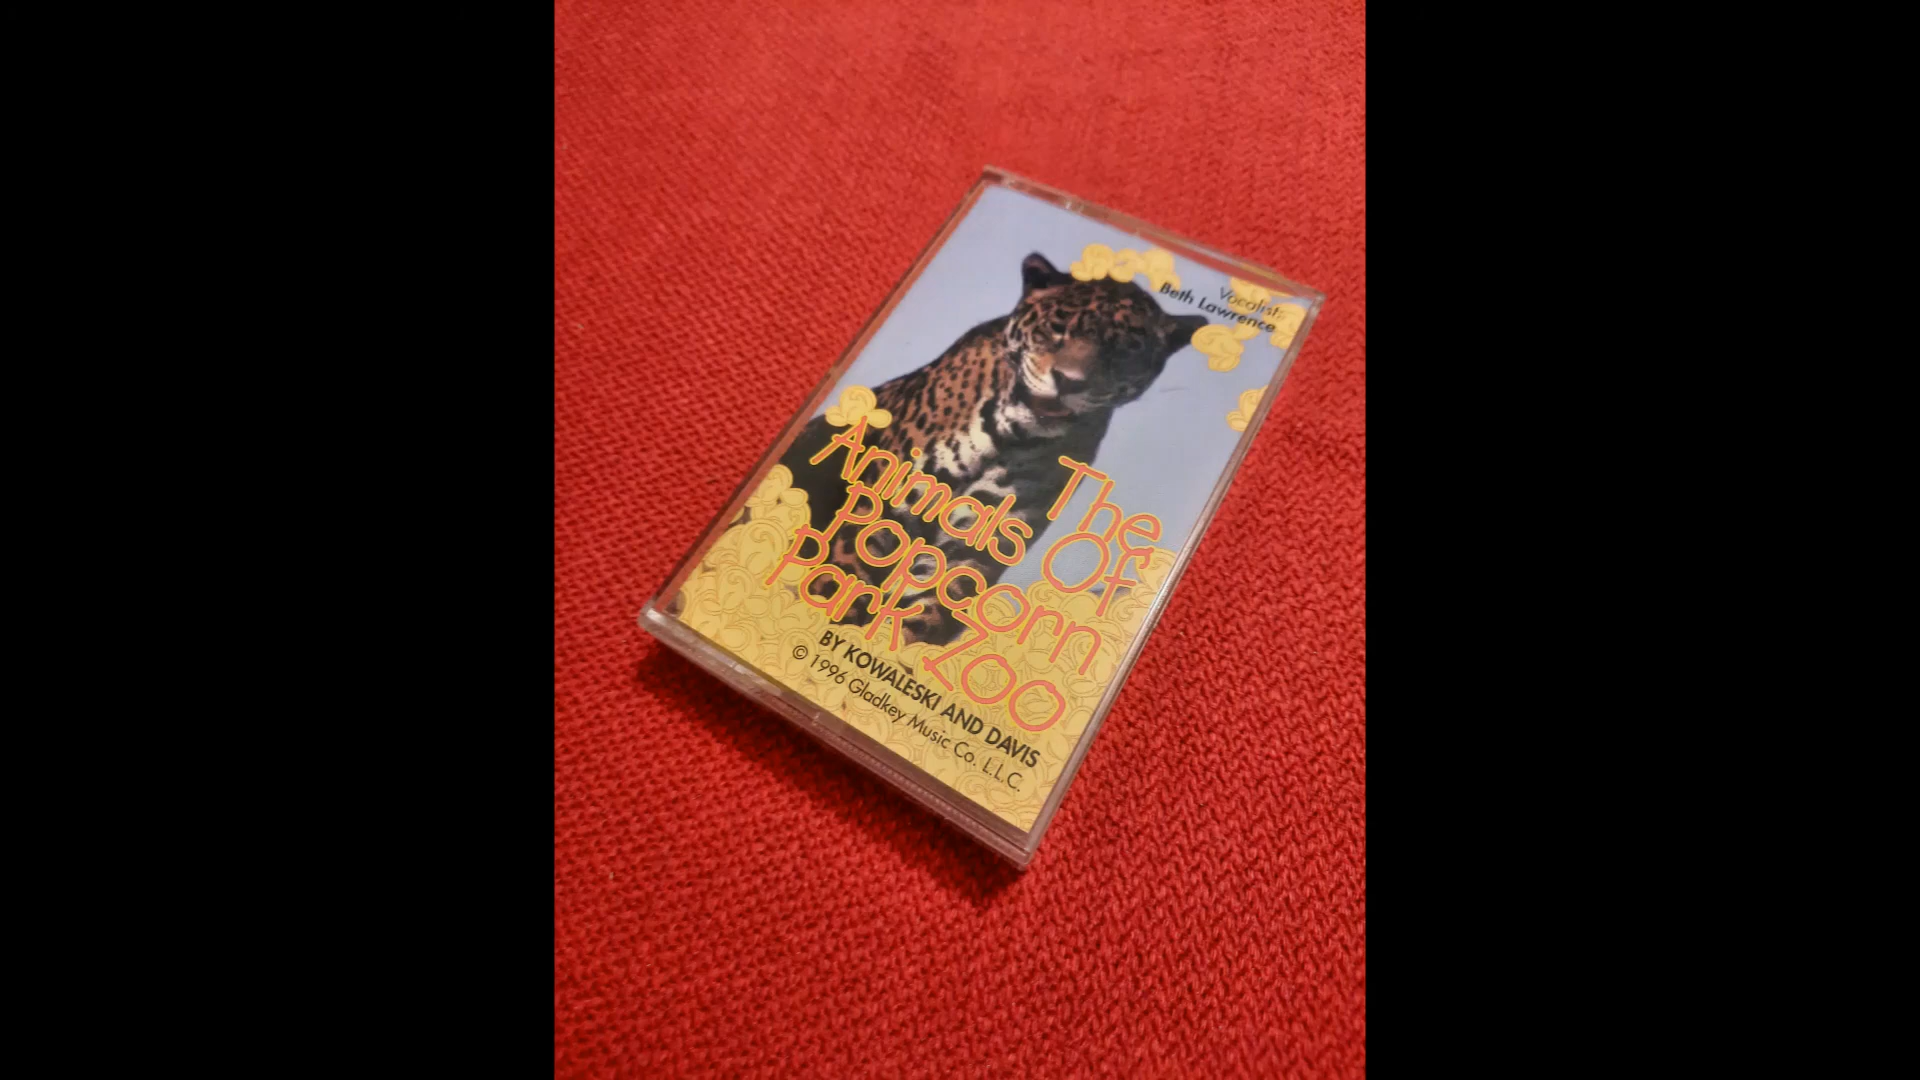 Vocalist:
Beth Lawrence
The
Animals Of
Popcorn
Park Zoo
BY KOWALESKI AND DAVIS
© 1996 Gladkey Music Co. L.L.C.